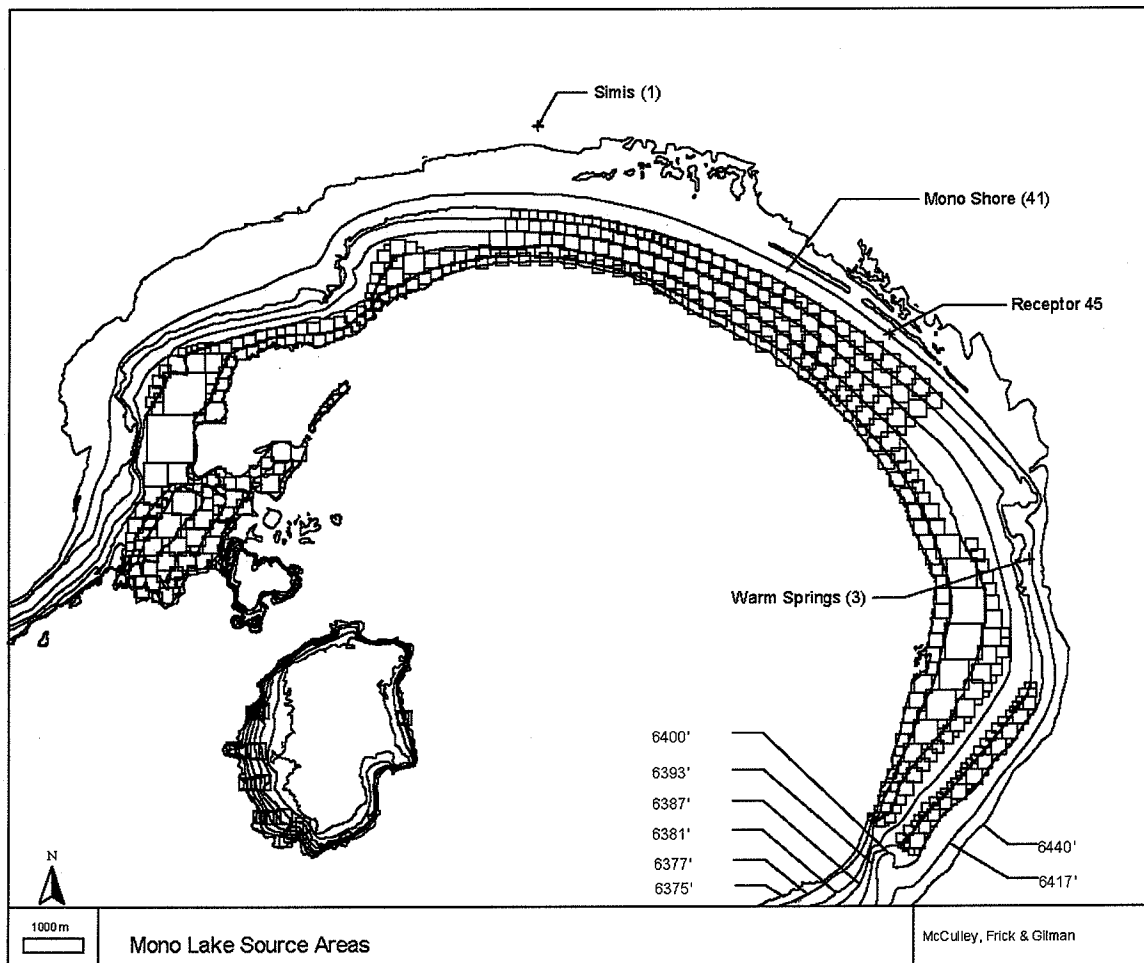 Simis (1)
Mono Shore (41)
Receptor 45
Warm Springs (3)
6400'
6393'
6387'
6381'
6377'
6375'
6440'
6417'
N
1000 m
Mono Lake Source Areas
McCulley, Frick & Gilman